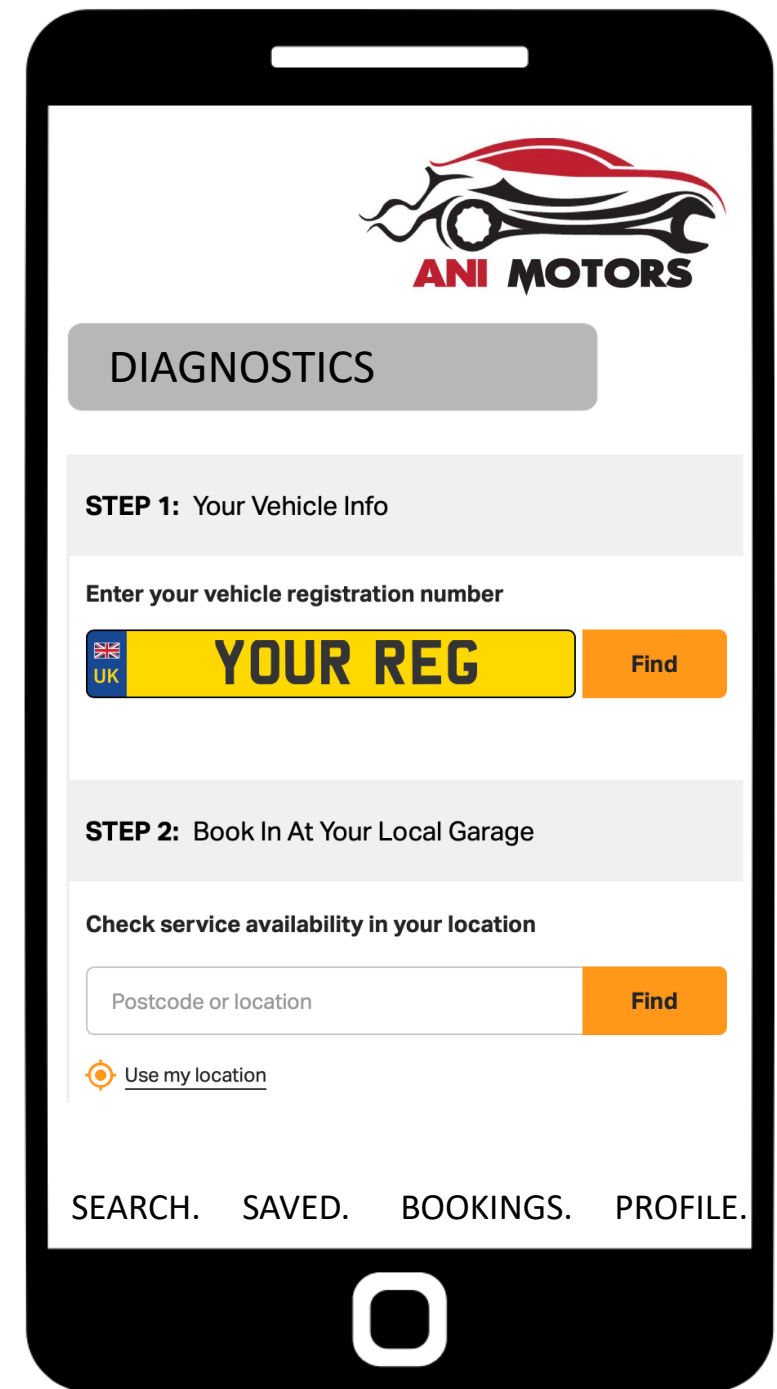 ANI MOTORS
DIAGNOSTICS
STEP 1: Your Vehicle Info
Enter your vehicle registration number
UK YOUR REG Find
STEP 2: Book In At Your Local Garage
Check service availability in your location
Postcode or location Find
Use my location
SEARCH. SAVED. BOOKINGS. PROFILE.